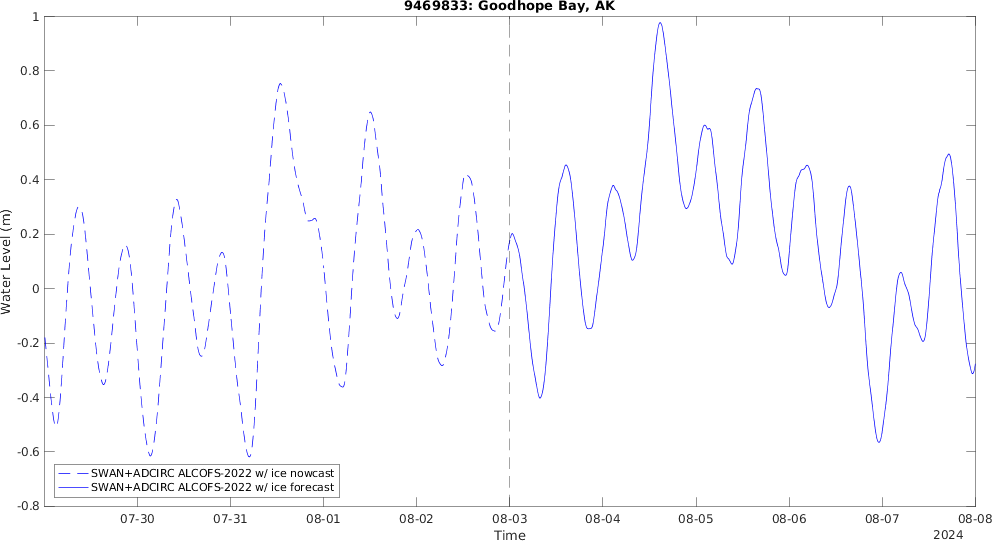 9469833: Goodhope Bay, AK
Water Level (m)
1
0.8
0.6
0.4
0.2
0
-0.2
-0.4
-0.6
-0.8
SWAN+ADCIRC ALCOFS-2022 w/ ice nowcast
SWAN+ADCIRC ALCOFS-2022 w/ ice forecast
07-30 07-31 08-01 08-02 08-03 08-04 08-05 08-06 08-07 08-08
Time
2024